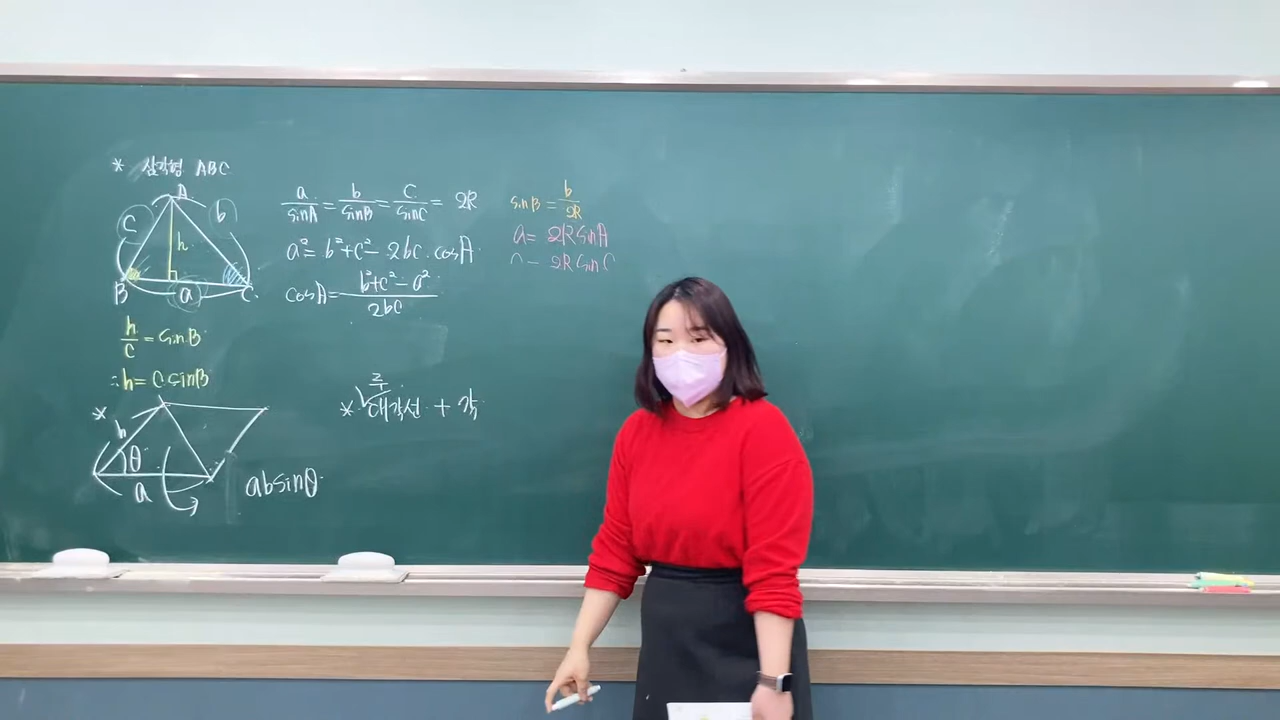 * 삼각형 ABC
A
c
b
h
B
a
C
h/c = sinB
∴h = c sinB
a/sinA = b/sinB = c/sinC = 2R
a² = b²+c² - 2bc·cosA
cosA = b²+c²-a²/2bc
sinB = b/2R
a = 2RsinA
2RsinC
*
θ
a
absinθ
* 두 대각선 + 각